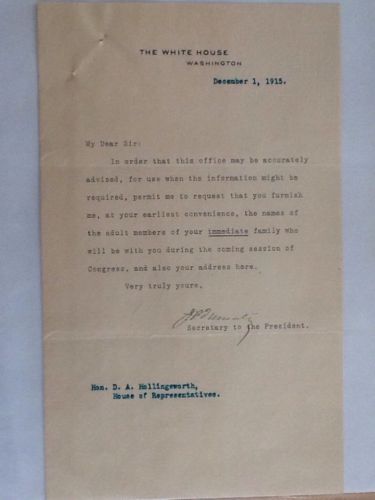 THE WHITE HOUSE
WASHINGTON
December 1, 1915.
My Dear Sir:
In order that this office may be accurately
advised, for use when the information might be
required, permit me to request that you furnish
me, at your earliest convenience, the names of
the adult members of your immediate family who
will be with you during the coming session of
Congress, and also your address here.
Very truly yours,
Secretary to the President.
Hon. D. A. Hollingsworth,
House of Representatives.